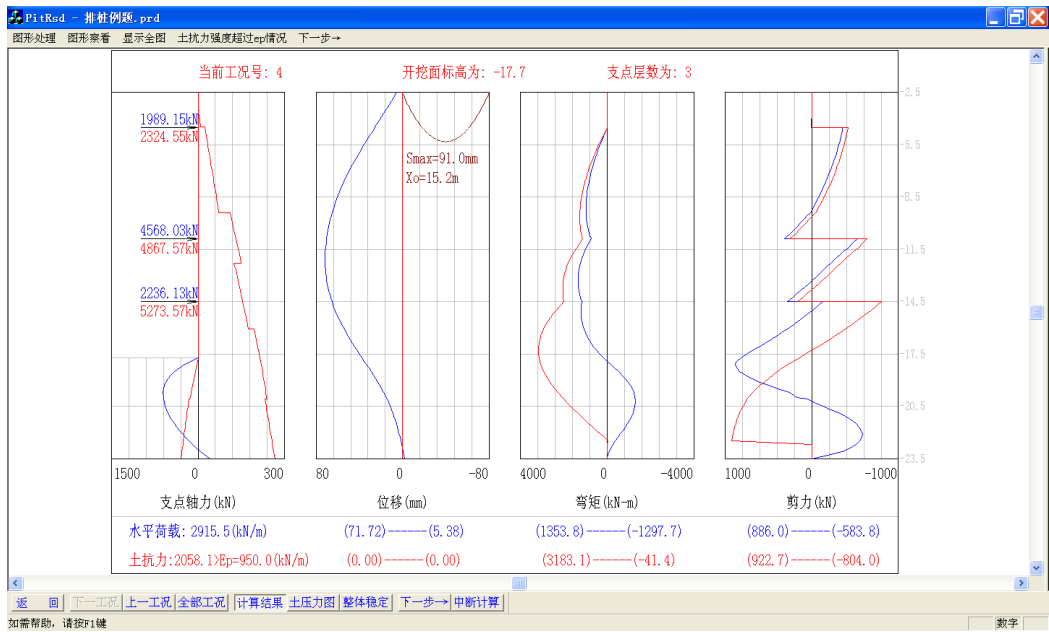 PitRsd - 排桩例题.prd
图形处理 图形察看 显示全图 土抗力强度超过ep情况 下一步→
当前工况号: 4 开挖面标高为: -17.7 支点层数为: 3
-2.5
1989.15kN
2324.55kN
-5.5
Smax=91.0mm
Xo=15.2m
-8.5
4568.03kN
4867.57kN
-11.5
2236.13kN
5273.57kN
-14.5
-17.5
-20.5
-23.5
1500 0 300 80 0 -80 4000 0 -4000 1000 0 -1000
支点轴力(kN) 位移(mm) 弯矩(kN-m) 剪力(kN)
水平荷载: 2915.5(kN/m) (71.72)------(5.38) (1353.8)------(-1297.7) (886.0)------(-583.8)
土抗力:2058.1>Ep=950.0(kN/m) (0.00)------(0.00) (3183.1)------(-41.4) (922.7)------(-804.0)
返 回 下一工况 上一工况 全部工况 计算结果 土压力图 整体稳定 下一步→ 中断计算
如需帮助，请按F1键 数字